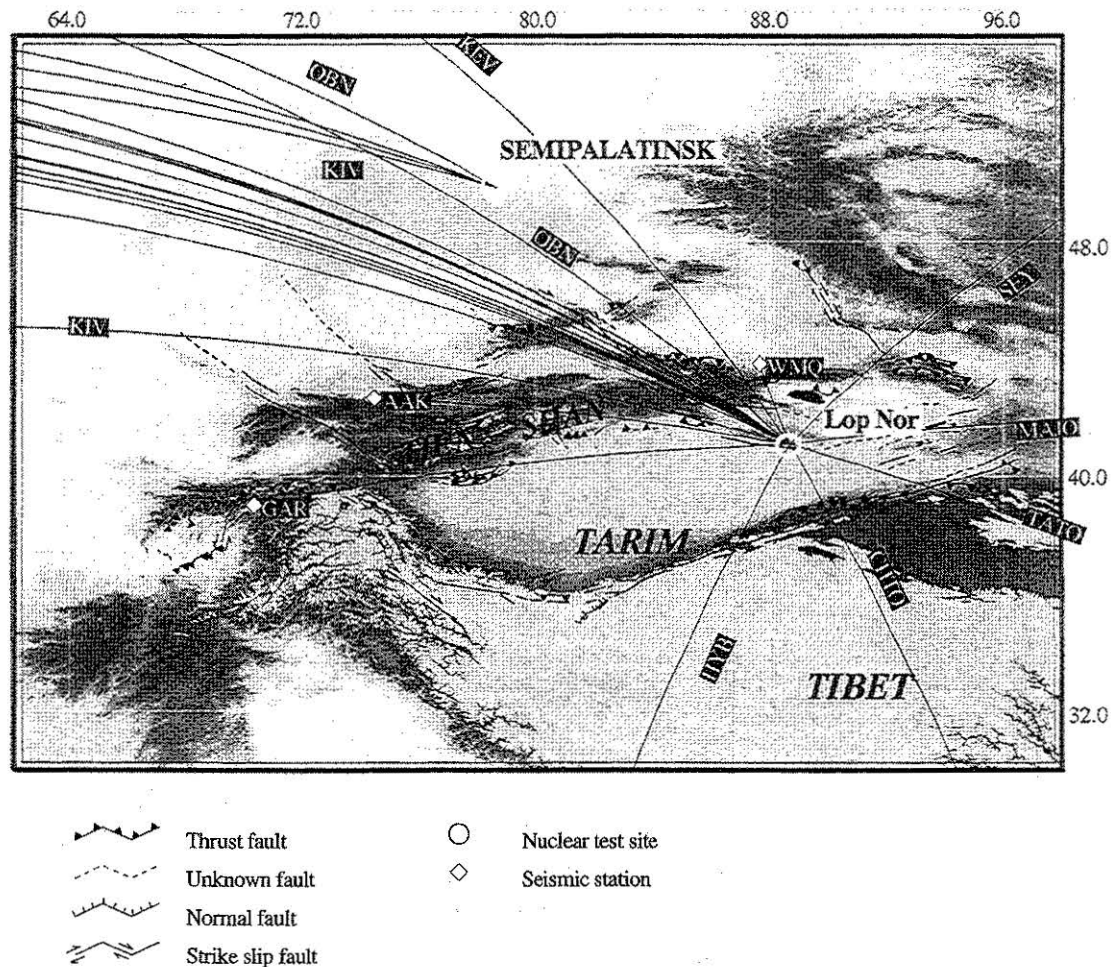 64.0 72.0 80.0 88.0 96.0
KEV
OBN
SEMIPALATINSK
KIV
OBN
48.0
SEY
KIV
WMQ
AAK
TIEN SHAN
Lop Nor
MAJO
40.0
GAR
TATO
TARIM
CHTO
TIBET
32.0
Thrust fault
Nuclear test site
Unknown fault
Seismic station
Normal fault
Strike slip fault